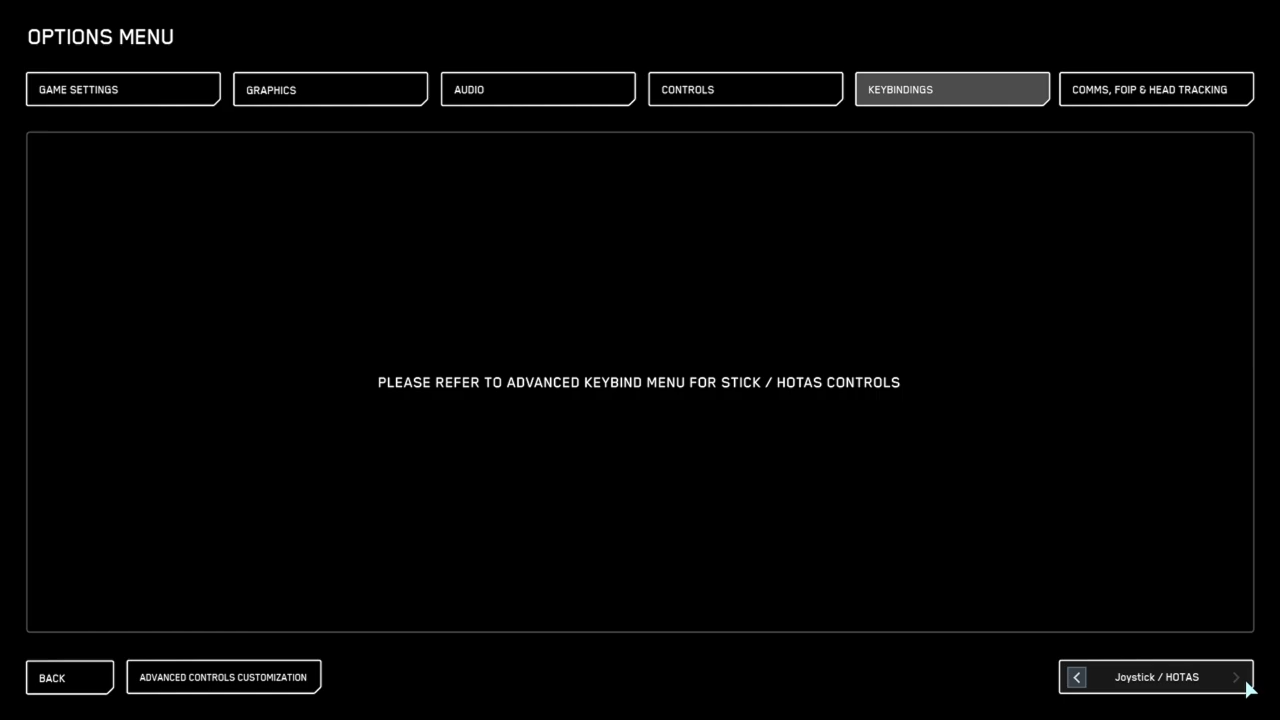 OPTIONS MENU
GAME SETTINGS
GRAPHICS
AUDIO
CONTROLS
KEYBINDINGS
COMMS, FOIP & HEAD TRACKING
PLEASE REFER TO ADVANCED KEYBIND MENU FOR STICK / HOTAS CONTROLS
BACK
ADVANCED CONTROLS CUSTOMIZATION
Joystick / HOTAS